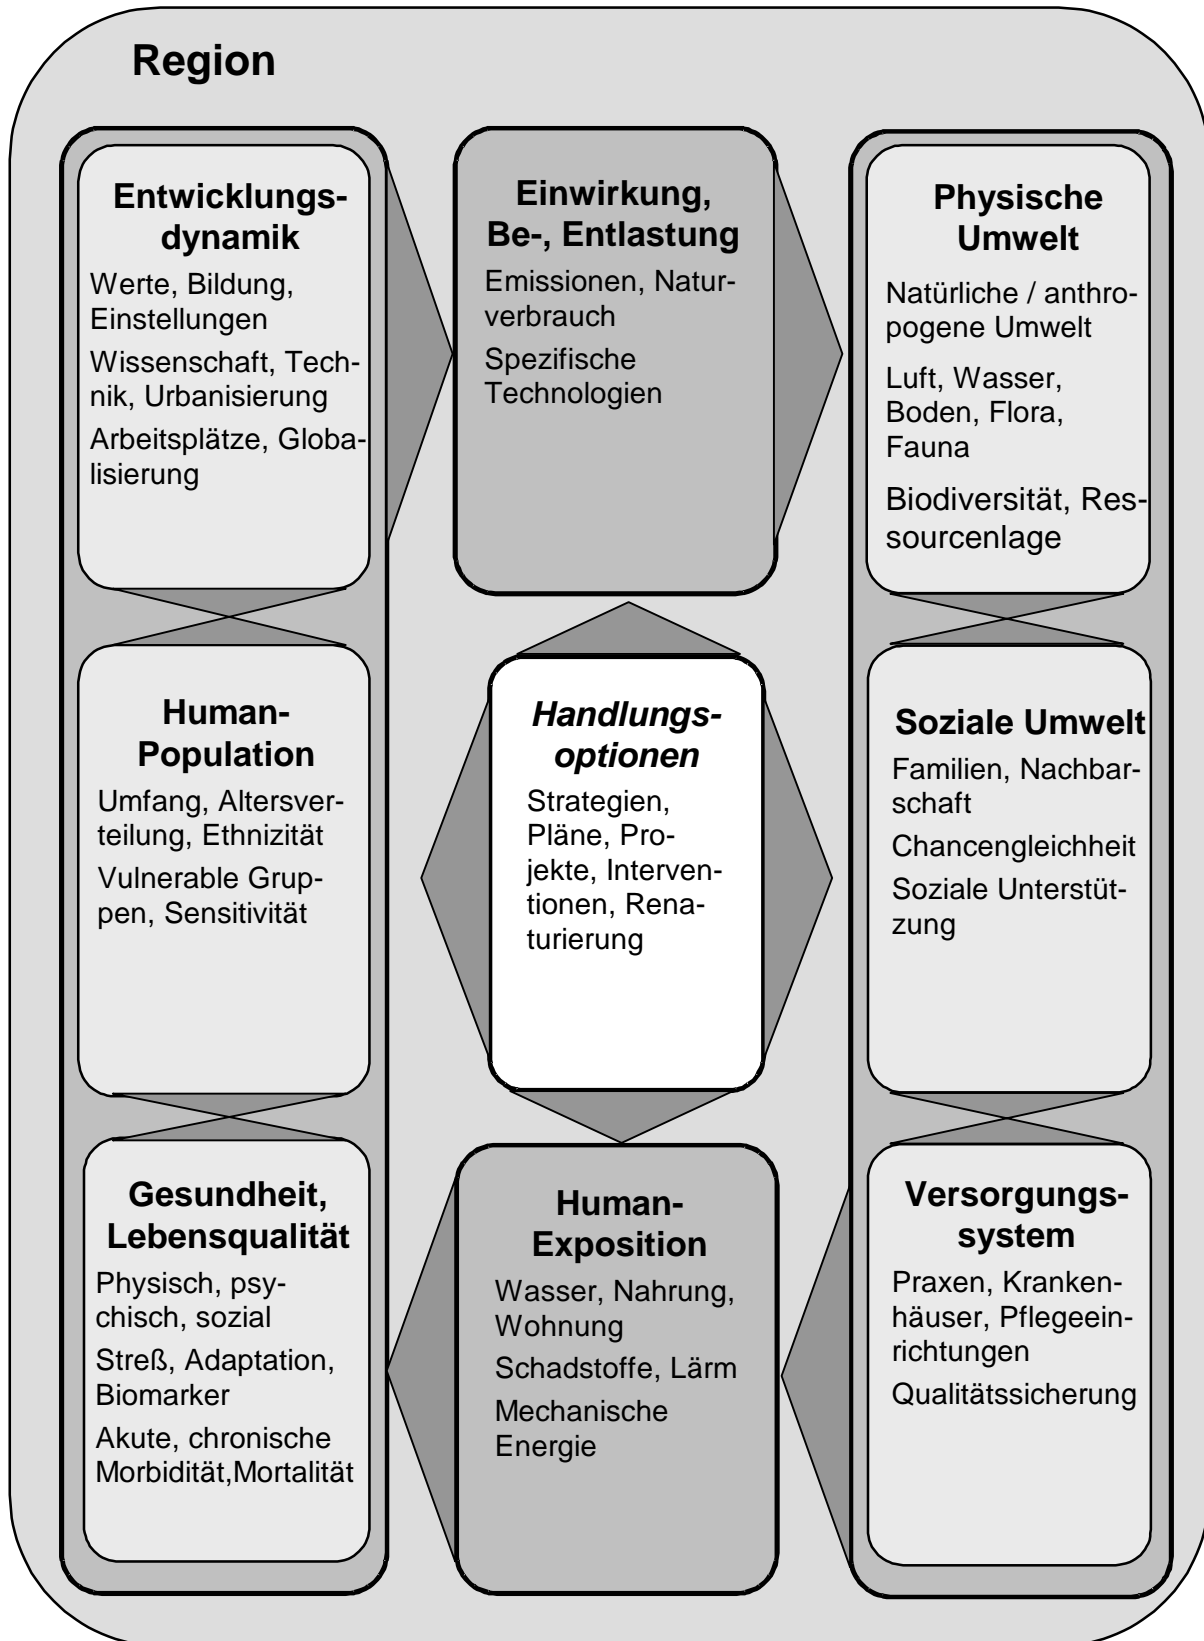 Region
Entwicklungs-
dynamik
Werte, Bildung,
Einstellungen
Wissenschaft, Tech-
nik, Urbanisierung
Arbeitsplätze, Globa-
lisierung
Einwirkung,
Be-, Entlastung
Emissionen, Natur-
verbrauch
Spezifische
Technologien
Physische
Umwelt
Natürliche / anthro-
pogene Umwelt
Luft, Wasser,
Boden, Flora,
Fauna
Biodiversität, Res-
sourcenlage
Human-
Population
Umfang, Altersver-
teilung, Ethnizität
Vulnerable Grup-
pen, Sensitivität
Handlungs-
optionen
Strategien,
Pläne, Pro-
jekte, Interven-
tionen, Rena-
turierung
Soziale Umwelt
Familien, Nachbar-
schaft
Chancengleichheit
Soziale Unterstüt-
zung
Gesundheit,
Lebensqualität
Physisch, psy-
chisch, sozial
Streß, Adaptation,
Biomarker
Akute, chronische
Morbidität,Mortalität
Human-
Exposition
Wasser, Nahrung,
Wohnung
Schadstoffe, Lärm
Mechanische
Energie
Versorgungs-
system
Praxen, Kranken-
häuser, Pflegeein-
richtungen
Qualitätssicherung